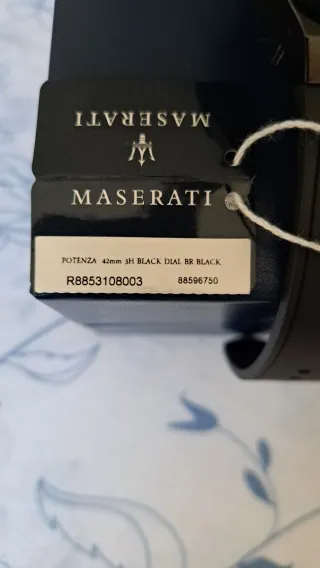 MASERATI
MASERATI
POTENZA 42mm 3H BLACK DIAL BR BLACK
R8853108003 88596750